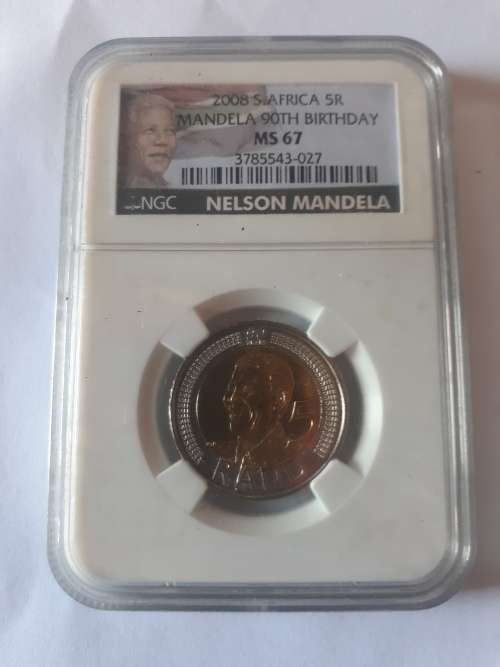 2008 S.AFRICA 5R
MANDELA 90TH BIRTHDAY
MS 67
3785543-027
NGC NELSON MANDELA
RAND